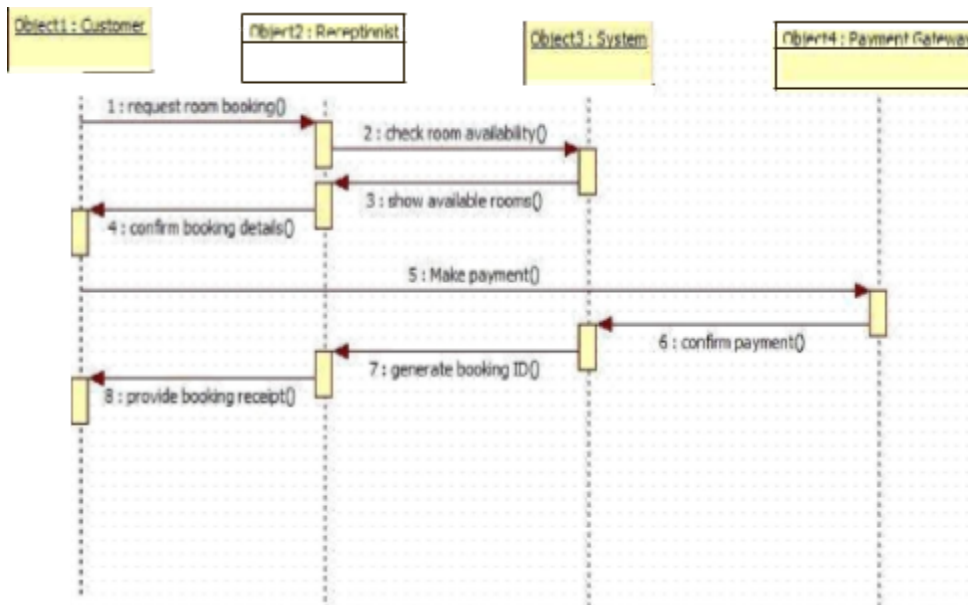 Object1 : Customer
Object2 : Receptionist
Object3 : System
Object4 : Payment Gateway
1 : request room booking()
2 : check room availability()
3 : show available rooms()
4 : confirm booking details()
5 : Make payment()
6 : confirm payment()
7 : generate booking ID()
8 : provide booking receipt()